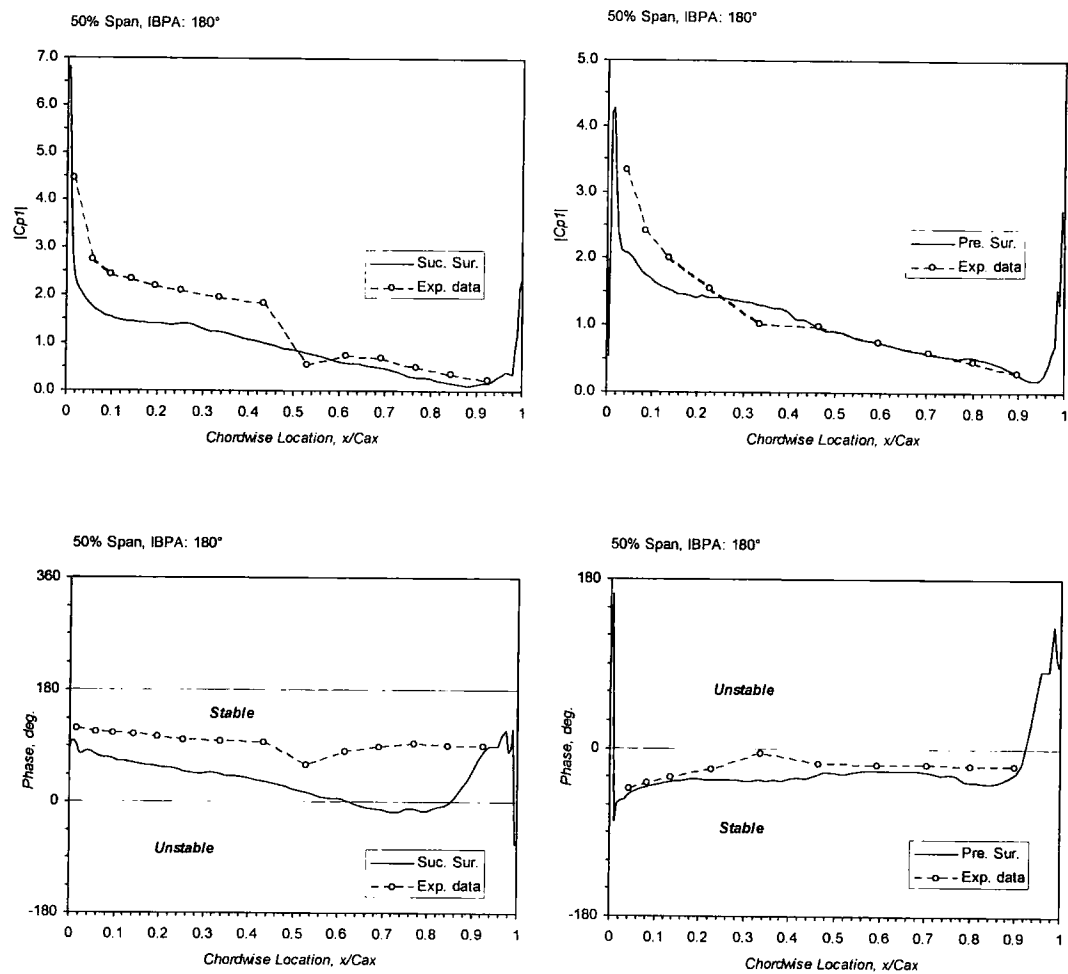 50% Span, IBPA: 180°
7.0
6.0
5.0
4.0
3.0
2.0
1.0
0.0
|Cp1|
Suc. Sur.
Exp. data
0 0.1 0.2 0.3 0.4 0.5 0.6 0.7 0.8 0.9 1
Chordwise Location, x/Cax
50% Span, IBPA: 180°
5.0
4.0
3.0
2.0
1.0
0.0
|Cp1|
Pre. Sur.
Exp. data
0 0.1 0.2 0.3 0.4 0.5 0.6 0.7 0.8 0.9 1
Chordwise Location, x/Cax
50% Span, IBPA: 180°
360
180
0
-180
Phase, deg.
Stable
Unstable
Suc. Sur.
Exp. data
0 0.1 0.2 0.3 0.4 0.5 0.6 0.7 0.8 0.9 1
Chordwise Location, x/Cax
50% Span, IBPA: 180°
180
0
-180
Phase, deg.
Unstable
Stable
Pre. Sur.
Exp. data
0 0.1 0.2 0.3 0.4 0.5 0.6 0.7 0.8 0.9 1
Chordwise Location, x/Cax